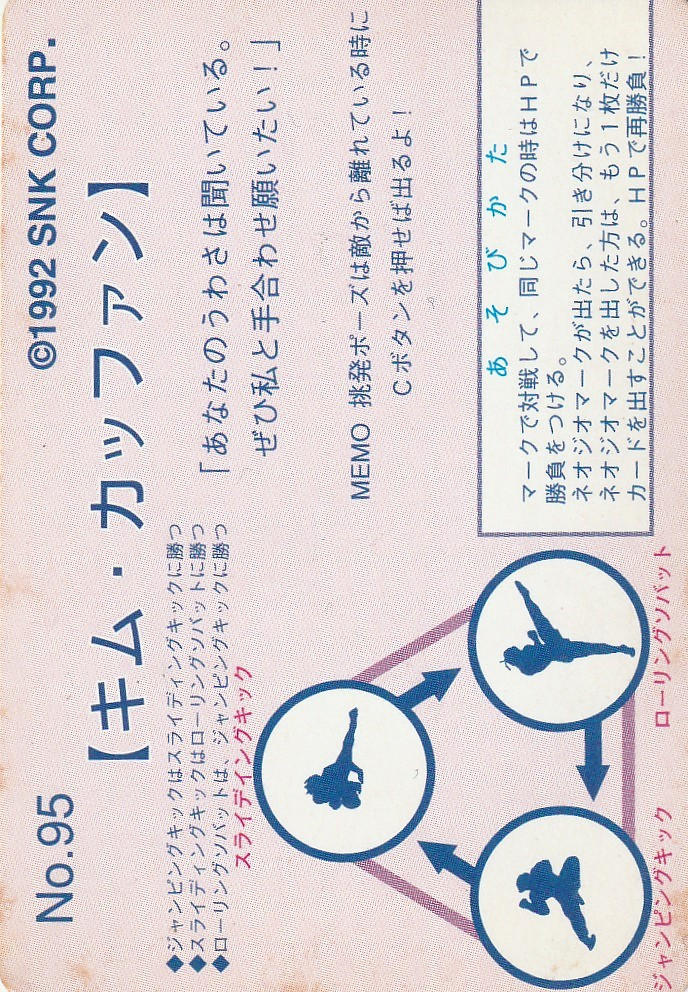 No.95
©1992 SNK CORP.
【キム・カッファン】
◆ジャンピングキックはスライディングキックに勝つ
◆スライディングキックはローリングソバットに勝つ
◆ローリングソバットは、ジャンピングキックに勝つ
「あなたのうわさは聞いている。
ぜひ私と手合わせ願いたい！」
MEMO 挑発ポーズは敵から離れている時に
Cボタンを押せば出るよ！
スライディングキック
ローリングソバット
ジャンピングキック
あそびかた
マークで対戦して、同じマークの時はHPで
勝負をつける。
ネオジオマークが出たら、引き分けになり、
ネオジオマークを出した方は、もう1枚だけ
カードを出すことができる。HPで再勝負！